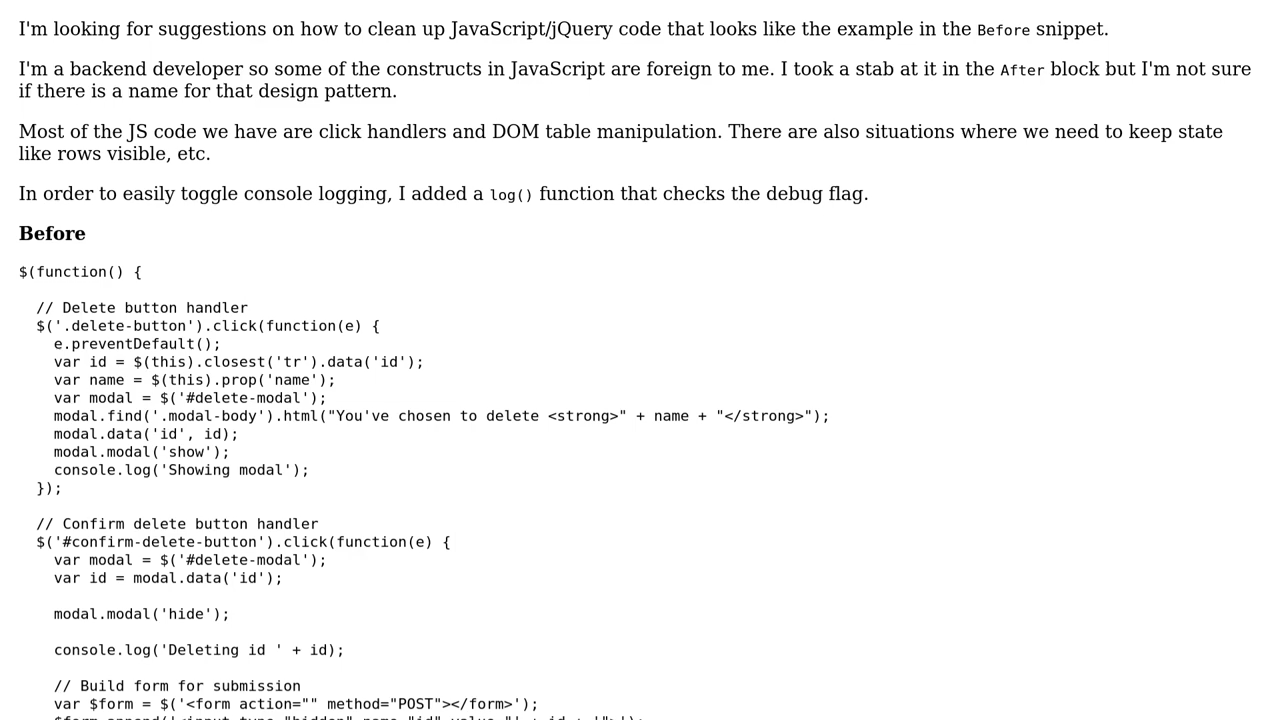 I'm looking for suggestions on how to clean up JavaScript/jQuery code that looks like the example in the Before snippet.
I'm a backend developer so some of the constructs in JavaScript are foreign to me. I took a stab at it in the After block but I'm not sure
if there is a name for that design pattern.
Most of the JS code we have are click handlers and DOM table manipulation. There are also situations where we need to keep state
like rows visible, etc.
In order to easily toggle console logging, I added a log() function that checks the debug flag.
Before
$(function() {
  // Delete button handler
  $('.delete-button').click(function(e) {
    e.preventDefault();
    var id = $(this).closest('tr').data('id');
    var name = $(this).prop('name');
    var modal = $('#delete-modal');
    modal.find('.modal-body').html("You've chosen to delete <strong>" + name + "</strong>");
    modal.data('id', id);
    modal.modal('show');
    console.log('Showing modal');
  });
  // Confirm delete button handler
  $('#confirm-delete-button').click(function(e) {
    var modal = $('#delete-modal');
    var id = modal.data('id');
    modal.modal('hide');
    console.log('Deleting id ' + id);
    // Build form for submission
    var $form = $('<form action="" method="POST"></form>');